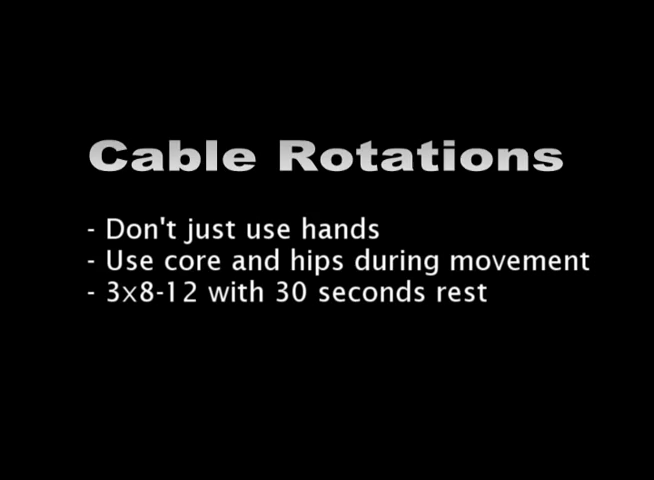 Cable Rotations
- Don't just use hands
- Use core and hips during movement
- 3x8-12 with 30 seconds rest